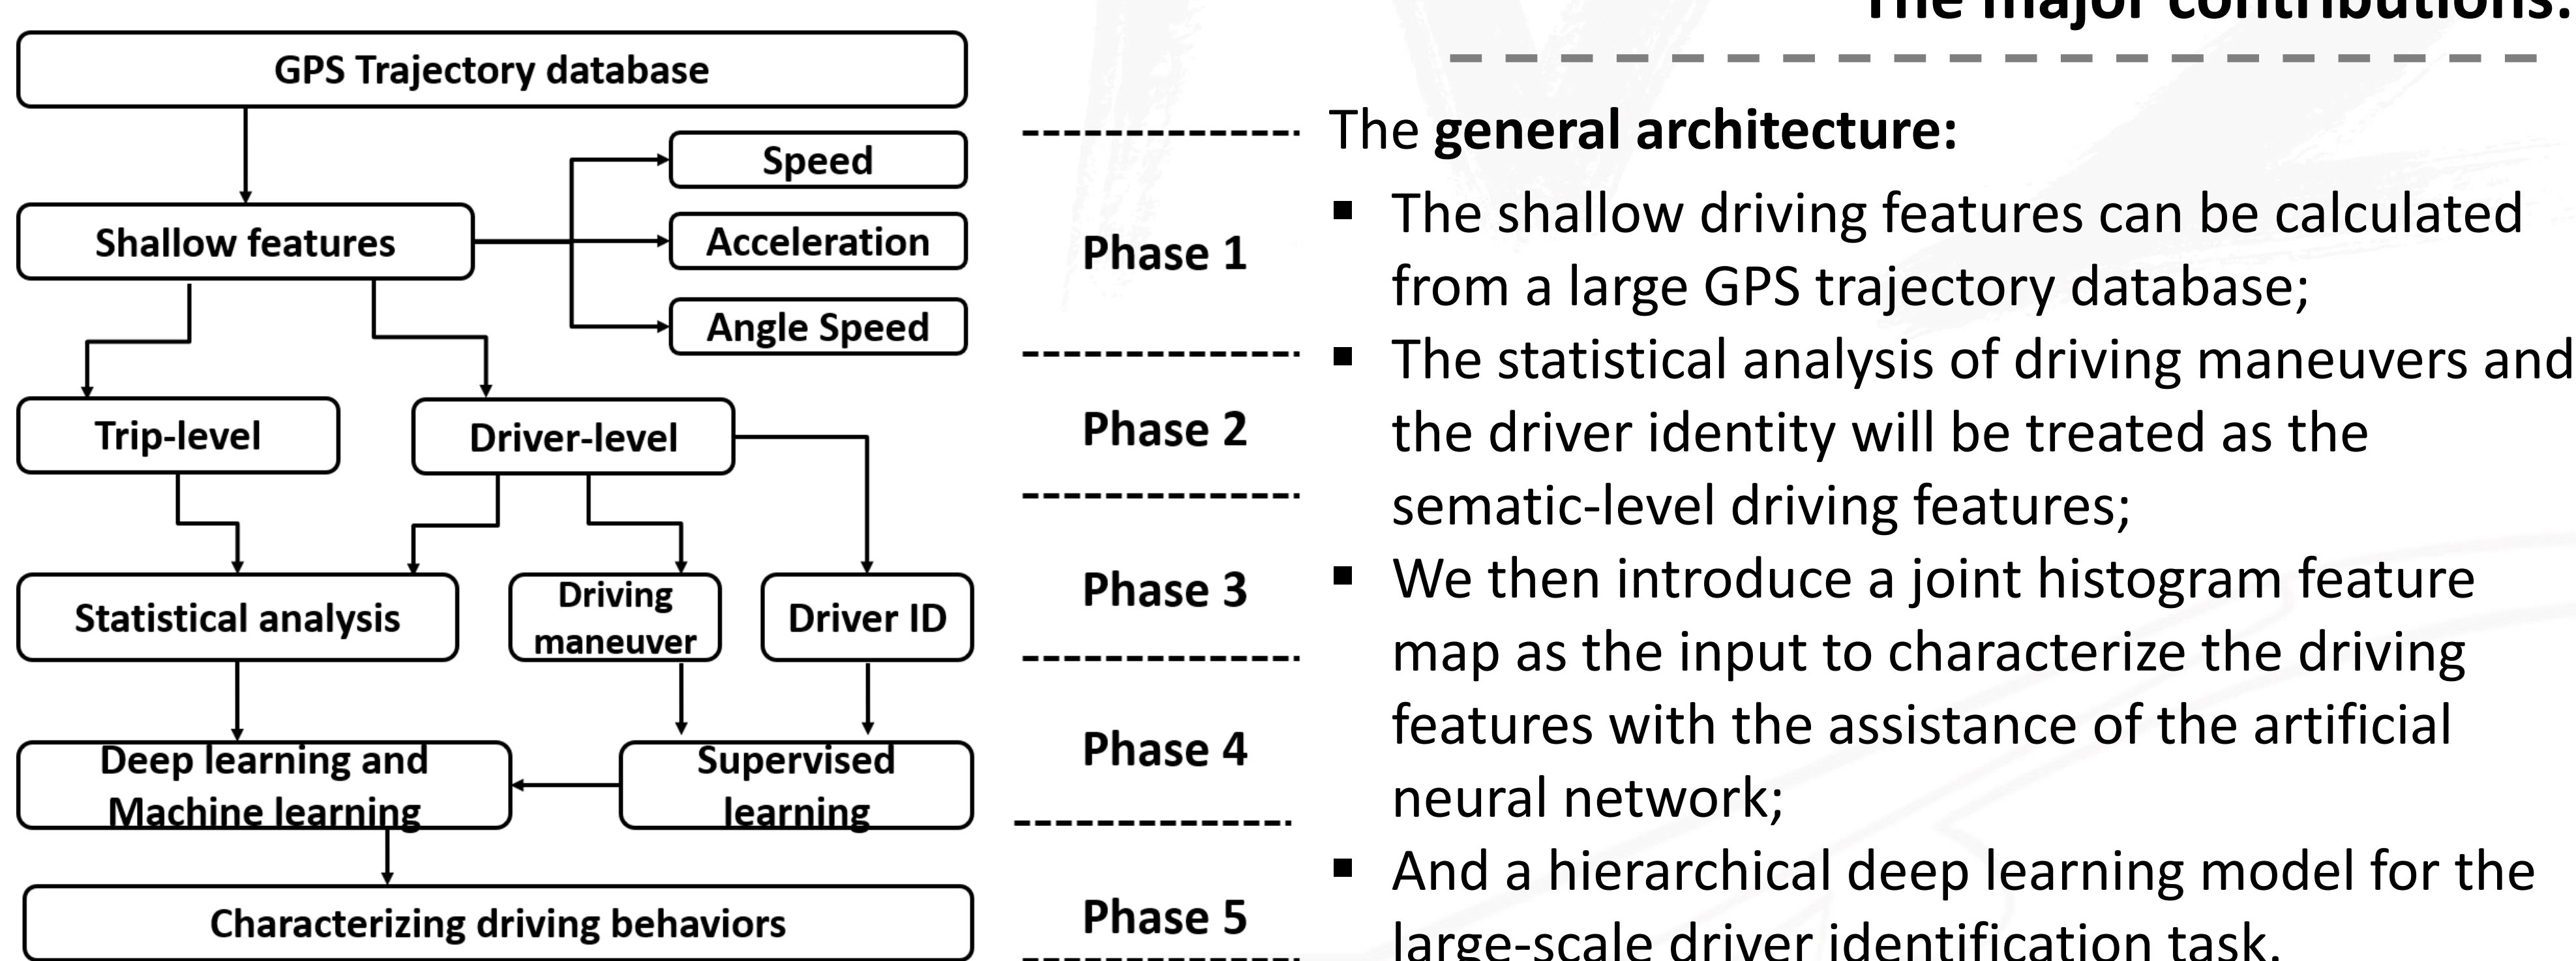 The major contributions:
GPS Trajectory database
Speed
Shallow features
Acceleration
Angle Speed
Trip-level
Driver-level
Statistical analysis
Driving
maneuver
Driver ID
Deep learning and
Machine learning
Supervised
learning
Characterizing driving behaviors
Phase 1
Phase 2
Phase 3
Phase 4
Phase 5
The general architecture:
▪ The shallow driving features can be calculated
from a large GPS trajectory database;
▪ The statistical analysis of driving maneuvers and
the driver identity will be treated as the
sematic-level driving features;
▪ We then introduce a joint histogram feature
map as the input to characterize the driving
features with the assistance of the artificial
neural network;
▪ And a hierarchical deep learning model for the
large-scale driver identification task.